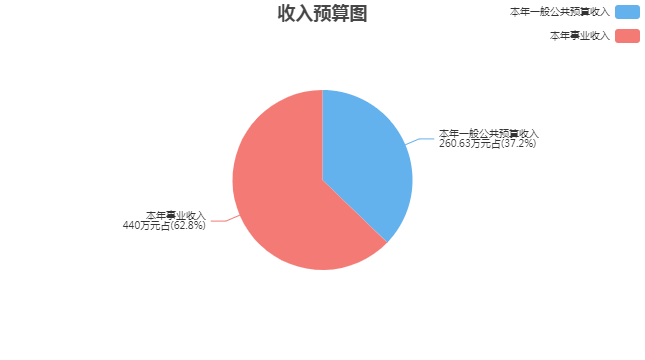 收入预算图
本年一般公共预算收入
本年事业收入
本年一般公共预算收入
260.63万元占(37.2%)
本年事业收入
440万元占(62.8%)